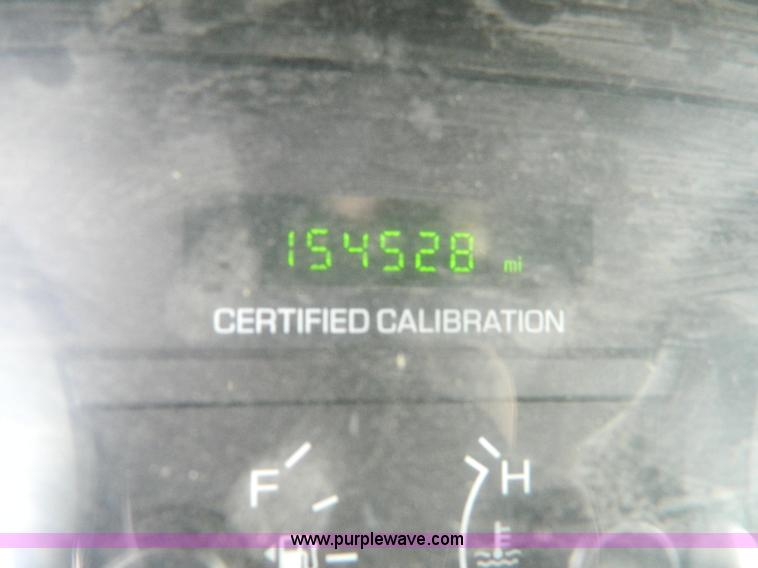 154528 mi
CERTIFIED CALIBRATION
F H
www.purplewave.com